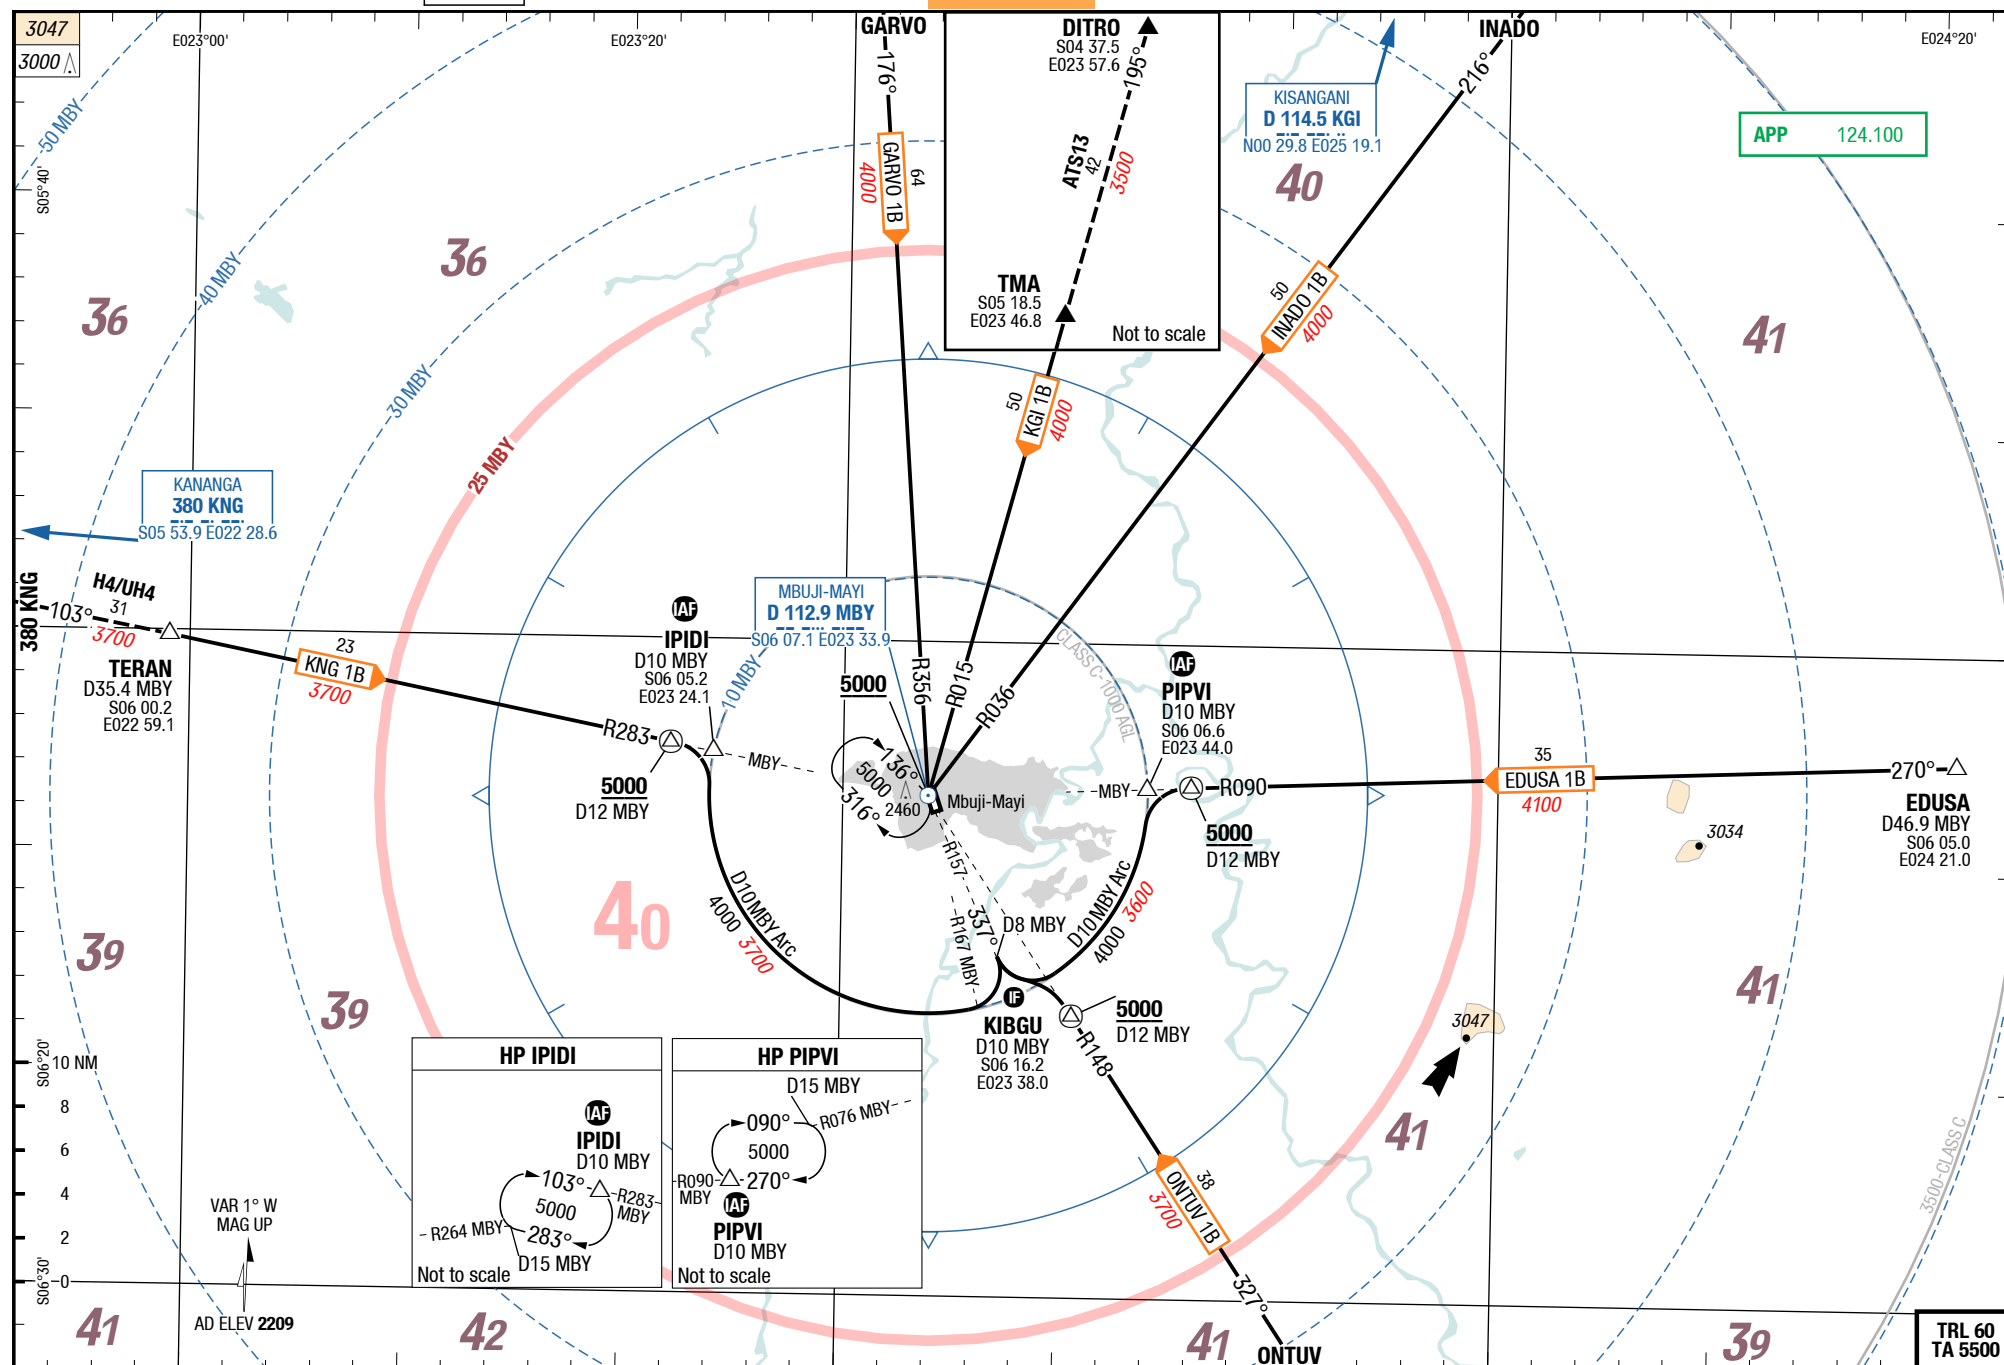 3047
3000
E023°00'
E023°20'
E024°20'
GARVO
176°
GARVO 1B
64
4000
DITRO
S04 37.5
E023 57.6
195°
ATS13
42
3500
TMA
S05 18.5
E023 46.8
Not to scale
INADO
216°
KISANGANI
D 114.5 KGI
N00 29.8 E025 19.1
APP 124.100
50 MBY
S05°40'
40 MBY
30 MBY
25 MBY
36
36
40
41
50
INADO 1B
4000
50
KGI 1B
4000
KANANGA
380 KNG
S05 53.9 E022 28.6
380 KNG
H4/UH4
103°
31
3700
TERAN
D35.4 MBY
S06 00.2
E022 59.1
23
KNG 1B
3700
R283
IAF
IPIDI
D10 MBY
S06 05.2
E023 24.1
10 MBY
MBUJI-MAYI
D 112.9 MBY
S06 07.1 E023 33.9
5000
R356
R015
R036
CLASS C-1000 AGL
IAF
PIPVI
D10 MBY
S06 06.6
E023 44.0
MBY
5000
D12 MBY
136°
5000
316°
2460
Mbuji-Mayi
MBY
R090
5000
D12 MBY
35
EDUSA 1B
4100
270°
EDUSA
D46.9 MBY
S06 05.0
E024 21.0
3034
R157
337°
R167 MBY
D8 MBY
D10 MBY Arc
4000
3700
D10 MBY Arc
4000
3600
40
39
39
41
IF
KIBGU
D10 MBY
S06 16.2
E023 38.0
5000
D12 MBY
R148
3047
41
38
ONTUV 1B
3700
327°
ONTUV
3500-CLASS C
S06°20'
10 NM
8
6
4
2
0
S06°30'
HP IPIDI
IAF
IPIDI
D10 MBY
103°
5000
283°
R283
MBY
R264 MBY
D15 MBY
Not to scale
HP PIPVI
D15 MBY
090°
R076 MBY
5000
R090
MBY
270°
IAF
PIPVI
D10 MBY
Not to scale
VAR 1° W
MAG UP
AD ELEV 2209
41
42
41
39
TRL 60
TA 5500